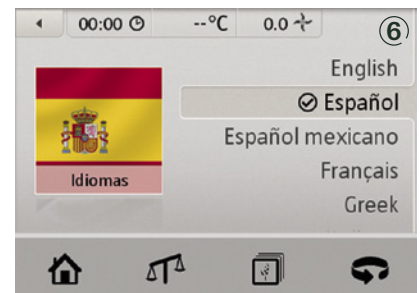 00:00 --°C 0.0 ⑥
English
Español
Español mexicano
Idiomas
Français
Greek